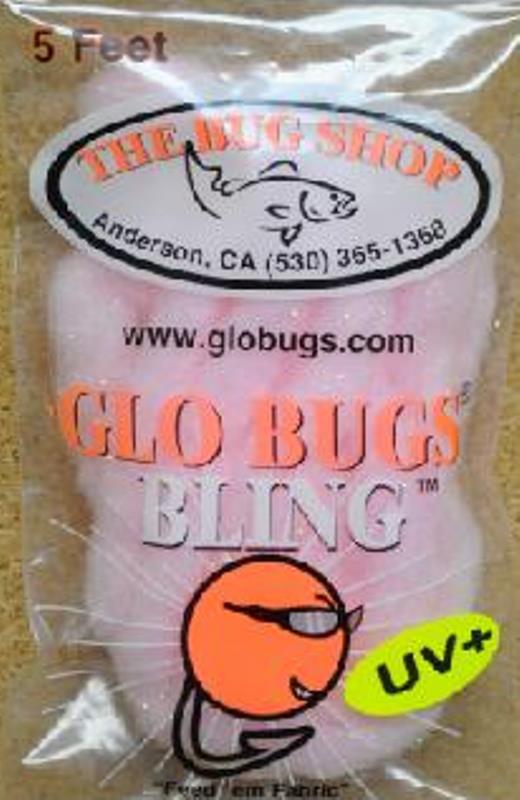 5 Feet
THE BUG SHOP
Anderson, CA (530) 365-1368
www.globugs.com
GLO BUGS®
BLING™
UV+
"Feed 'em Fabric"